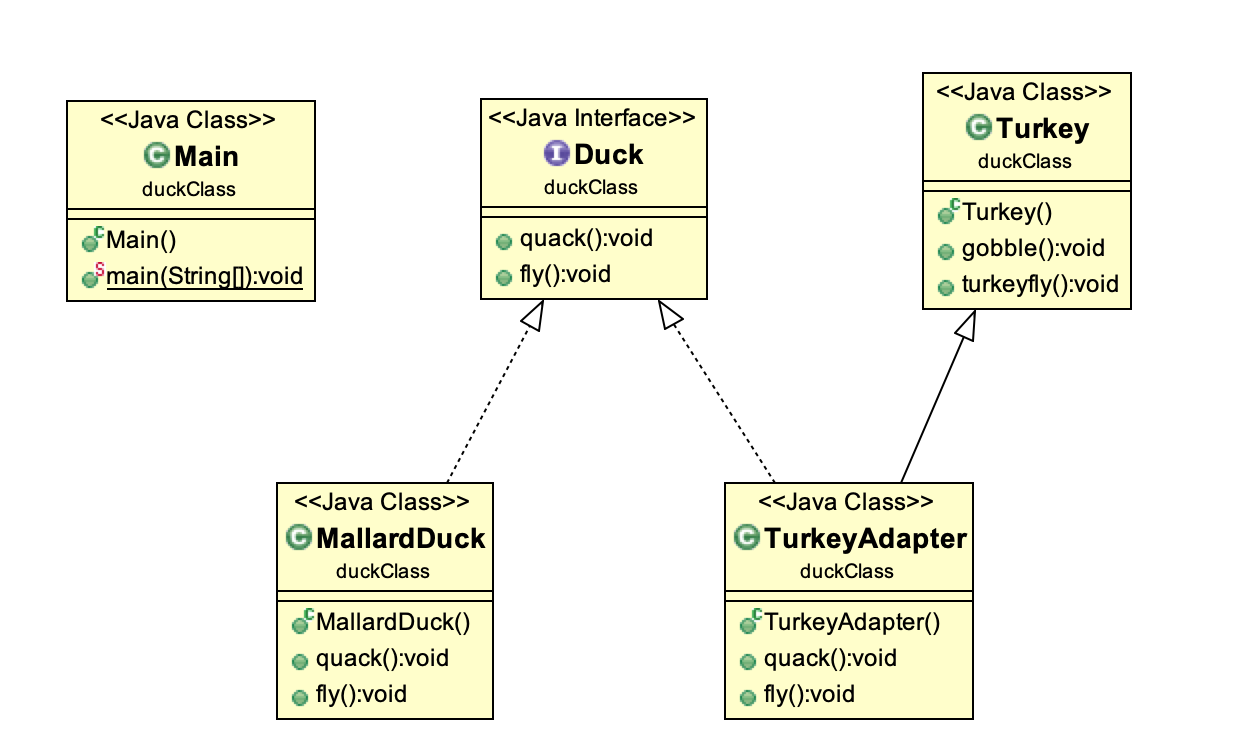 <<Java Class>>
Main
duckClass
Main()
main(String[]):void
<<Java Interface>>
Duck
duckClass
quack():void
fly():void
<<Java Class>>
Turkey
duckClass
Turkey()
gobble():void
turkeyfly():void
<<Java Class>>
MallardDuck
duckClass
MallardDuck()
quack():void
fly():void
<<Java Class>>
TurkeyAdapter
duckClass
TurkeyAdapter()
quack():void
fly():void